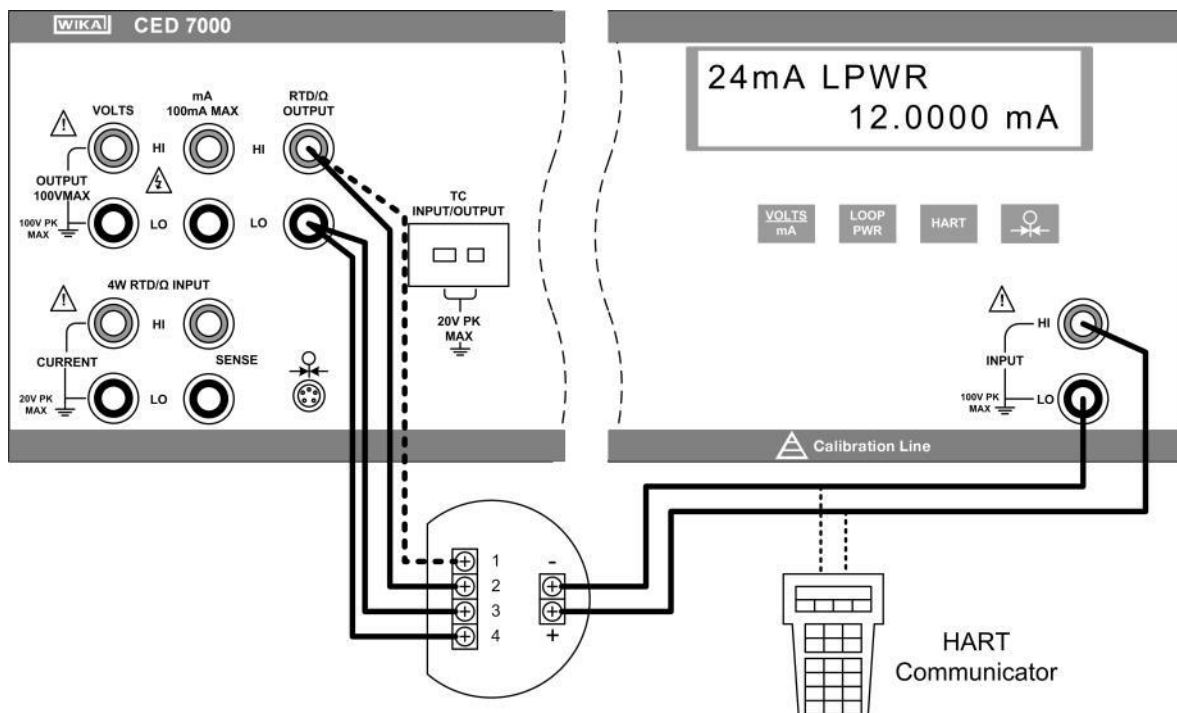 WIKA CED 7000
VOLTS
mA
100mA MAX
RTD/Ω
OUTPUT
HI
HI
OUTPUT
100VMAX
100V PK
MAX
LO
LO
TC
INPUT/OUTPUT
20V PK
MAX
4W RTD/Ω INPUT
HI
CURRENT
SENSE
20V PK
MAX
LO
24mA LPWR
12.0000 mA
VOLTS
mA
LOOP
PWR
HART
HI
INPUT
100V PK
MAX
LO
Calibration Line
1
2
3
4
-
+
HART
Communicator